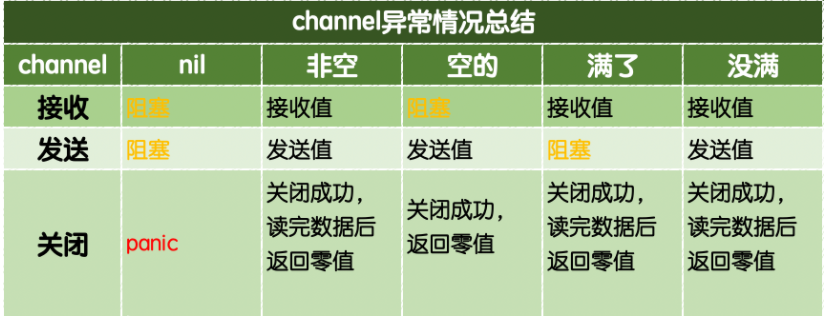 channel异常情况总结
channel nil 非空 空的 满了 没满
接收 阻塞 接收值 阻塞 接收值 接收值
发送 阻塞 发送值 发送值 阻塞 发送值
关闭 panic 关闭成功，读完数据后返回零值 关闭成功，返回零值 关闭成功，读完数据后返回零值 关闭成功，读完数据后返回零值